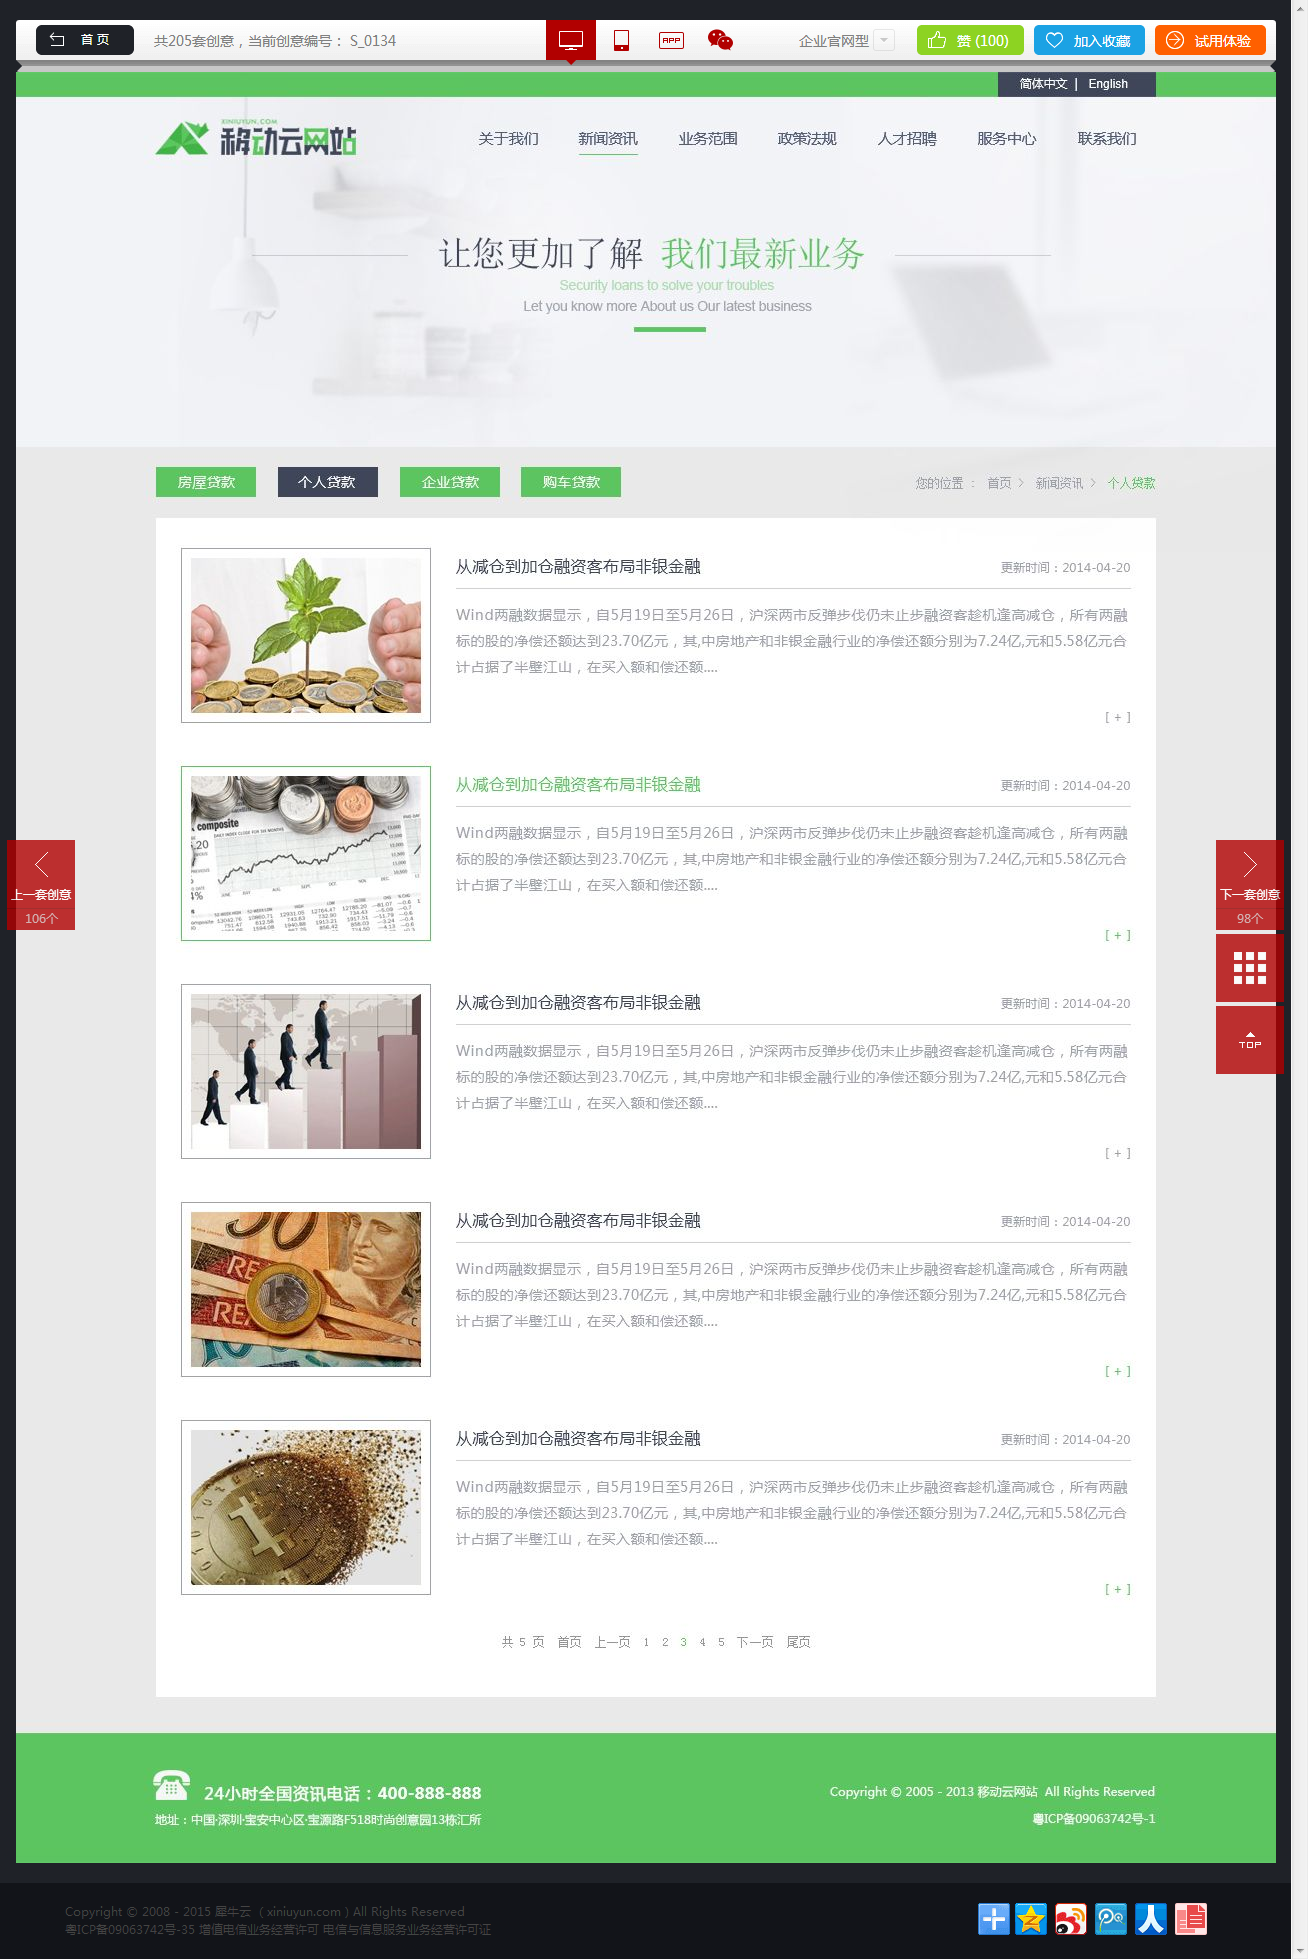 首 页
共205套创意，当前创意编号： S_0134
APP
企业官网型
赞 (100)
加入收藏
试用体验
简体中文 | English
XINIUYUN.COM
移动云网站
关于我们 新闻资讯 业务范围 政策法规 人才招聘 服务中心 联系我们
让您更加了解 我们最新业务
Security loans to solve your troubles
Let you know more About us Our latest business
房屋贷款 个人贷款 企业贷款 购车贷款
您的位置 ： 首页 > 新闻资讯 > 个人贷款
从减仓到加仓融资客布局非银金融
更新时间：2014-04-20
Wind两融数据显示，自5月19日至5月26日，沪深两市反弹步伐仍未止步融资客趁机逢高减仓，所有两融
标的股的净偿还额达到23.70亿元，其,中房地产和非银金融行业的净偿还额分别为7.24亿,元和5.58亿元合
计占据了半壁江山，在买入额和偿还额....
[ + ]
composite
从减仓到加仓融资客布局非银金融
更新时间：2014-04-20
Wind两融数据显示，自5月19日至5月26日，沪深两市反弹步伐仍未止步融资客趁机逢高减仓，所有两融
标的股的净偿还额达到23.70亿元，其,中房地产和非银金融行业的净偿还额分别为7.24亿,元和5.58亿元合
计占据了半壁江山，在买入额和偿还额....
[ + ]
上一套创意
106个
下一套创意
98个
TOP
从减仓到加仓融资客布局非银金融
更新时间：2014-04-20
Wind两融数据显示，自5月19日至5月26日，沪深两市反弹步伐仍未止步融资客趁机逢高减仓，所有两融
标的股的净偿还额达到23.70亿元，其,中房地产和非银金融行业的净偿还额分别为7.24亿,元和5.58亿元合
计占据了半壁江山，在买入额和偿还额....
[ + ]
从减仓到加仓融资客布局非银金融
更新时间：2014-04-20
Wind两融数据显示，自5月19日至5月26日，沪深两市反弹步伐仍未止步融资客趁机逢高减仓，所有两融
标的股的净偿还额达到23.70亿元，其,中房地产和非银金融行业的净偿还额分别为7.24亿,元和5.58亿元合
计占据了半壁江山，在买入额和偿还额....
[ + ]
从减仓到加仓融资客布局非银金融
更新时间：2014-04-20
Wind两融数据显示，自5月19日至5月26日，沪深两市反弹步伐仍未止步融资客趁机逢高减仓，所有两融
标的股的净偿还额达到23.70亿元，其,中房地产和非银金融行业的净偿还额分别为7.24亿,元和5.58亿元合
计占据了半壁江山，在买入额和偿还额....
[ + ]
共 5 页 首页 上一页 1 2 3 4 5 下一页 尾页
24小时全国资讯电话：400-888-888
地址：中国·深圳·宝安中心区·宝源路F518时尚创意园13栋汇所
Copyright © 2005 - 2013 移动云网站 All Rights Reserved
粤ICP备09063742号-1
Copyright © 2008 - 2015 犀牛云 ( xiniuyun.com ) All Rights Reserved
粤ICP备09063742号-35 增值电信业务经营许可 电信与信息服务业务经营许可证